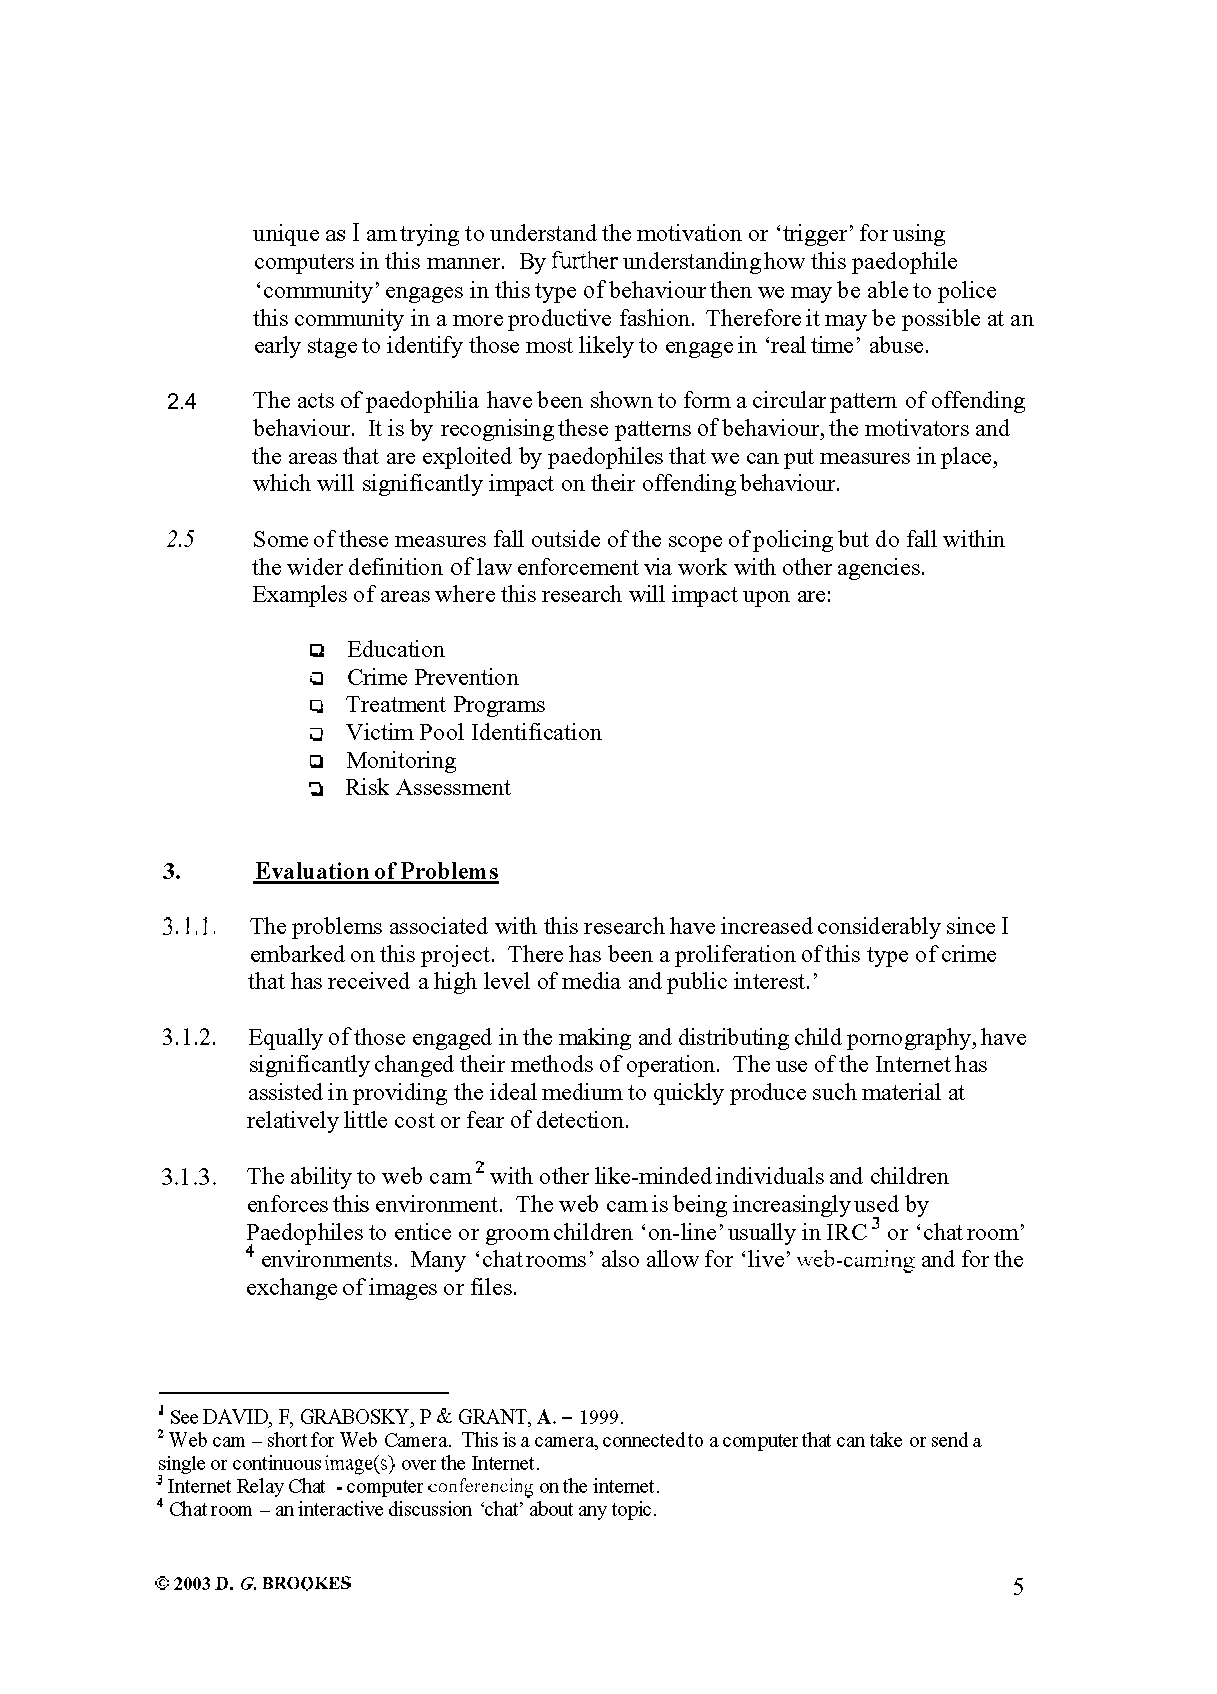 unique as I am trying to understand the motivation or ‘trigger’ for using
computers in this manner.  By further understanding how this paedophile
‘community’ engages in this type of behaviour then we may be able to police
this community in a more productive fashion.  Therefore it may be possible at an
early stage to identify those most likely to engage in ‘real time’ abuse.
2.4 The acts of paedophilia have been shown to form a circular pattern of offending
behaviour.  It is by recognising these patterns of behaviour, the motivators and
the areas that are exploited by paedophiles that we can put measures in place,
which will significantly impact on their offending behaviour.
2.5 Some of these measures fall outside of the scope of policing but do fall within
the wider definition of law enforcement via work with other agencies.
Examples of areas where this research will impact upon are:
❏ Education
❏ Crime Prevention
❏ Treatment Programs
❏ Victim Pool Identification
❏ Monitoring
❏ Risk Assessment
3. Evaluation of Problems
3.1.1. The problems associated with this research have increased considerably since I
embarked on this project.  There has been a proliferation of this type of crime
that has received a high level of media and public interest.’
3.1.2. Equally of those engaged in the making and distributing child pornography, have
significantly changed their methods of operation.  The use of the Internet has
assisted in providing the ideal medium to quickly produce such material at
relatively little cost or fear of detection.
3.1.3. The ability to web cam 2 with other like-minded individuals and children
enforces this environment.  The web cam is being increasingly used by
Paedophiles to entice or groom children ‘on-line’ usually in IRC 3 or ‘chat room’
4 environments.  Many ‘chat rooms’ also allow for ‘live’ web-caming and for the
exchange of images or files.
1 See DAVID, F, GRABOSKY, P & GRANT, A. – 1999.
2 Web cam – short for Web Camera.  This is a camera, connected to a computer that can take or send a
single or continuous image(s) over the Internet.
3 Internet Relay Chat  - computer conferencing on the internet.
4 Chat room – an interactive discussion ‘chat’ about any topic.
© 2003 D. G. BROOKES 5